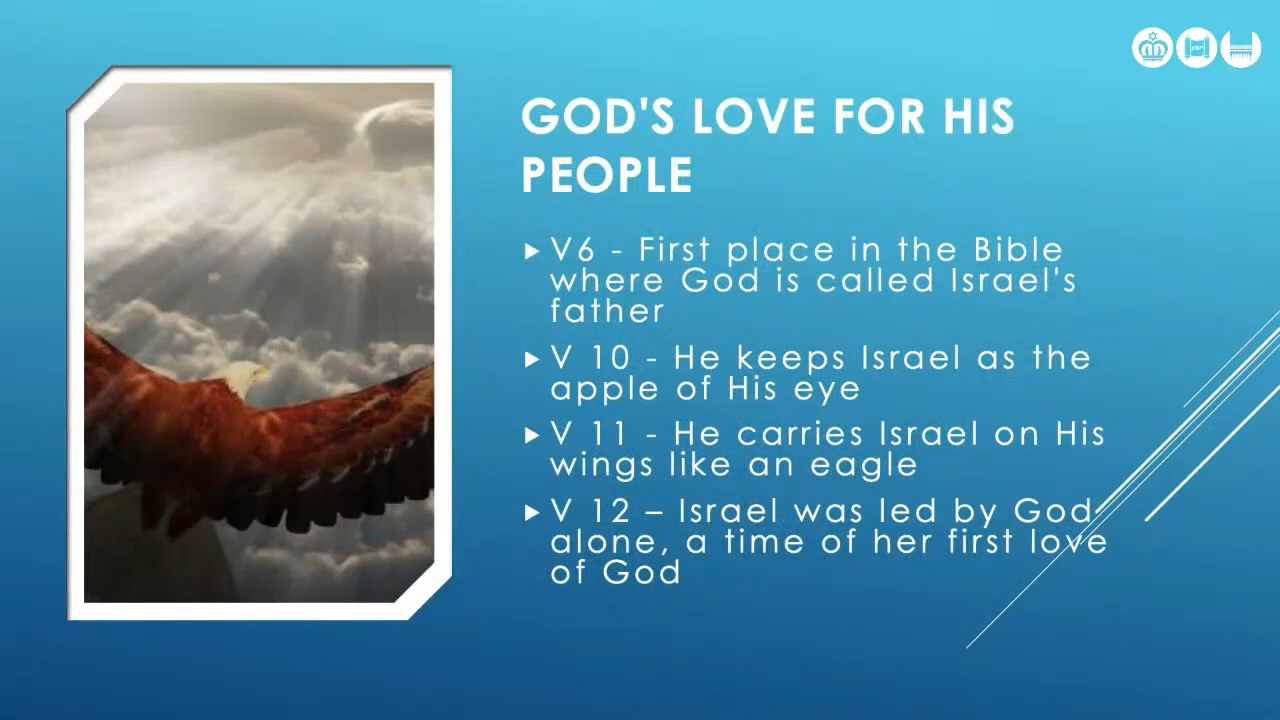 GOD'S LOVE FOR HIS
PEOPLE
V6 - First place in the Bible
where God is called Israel's
father
V 10 - He keeps Israel as the
apple of His eye
V 11 - He carries Israel on His
wings like an eagle
V 12 – Israel was led by God
alone, a time of her first love
of God